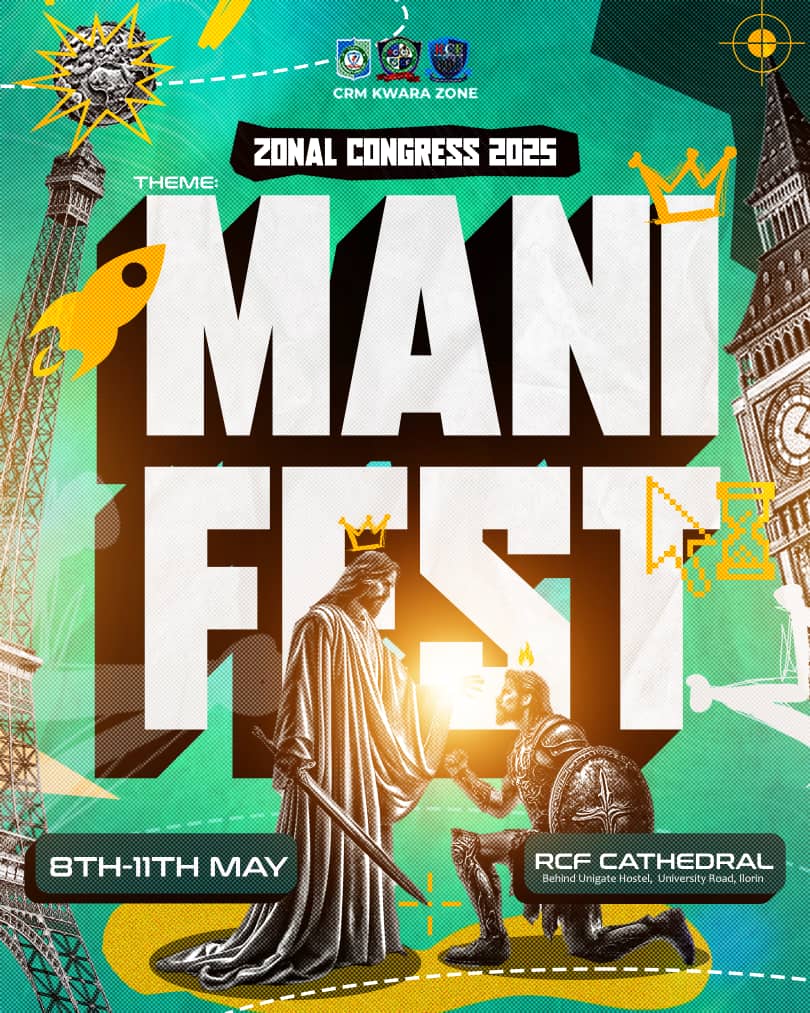 CRM KWARA ZONE
ZONAL CONGRESS 2025
THEME:
MANI
FEST
8TH-11TH MAY
RCF CATHEDRAL
Behind Unigate Hostel, University Road, Ilorin